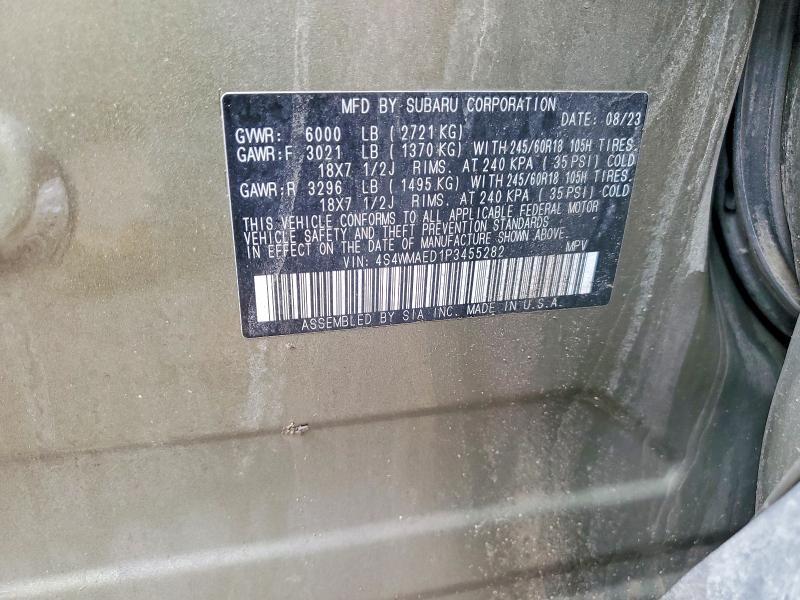 MFD BY SUBARU CORPORATION
DATE: 08/23
GVWR: 6000 LB ( 2721 KG)
GAWR:F 3021 LB ( 1370 KG) WITH 245/60R18 105H TIRES.
18X7 1/2J RIMS. AT 240 KPA ( 35 PSI) COLD
GAWR:R 3296 LB ( 1495 KG) WITH 245/60R18 105H TIRES.
18X7 1/2J RIMS. AT 240 KPA ( 35 PSI) COLD
THIS VEHICLE CONFORMS TO ALL APPLICABLE FEDERAL MOTOR
VEHICLE SAFETY AND THEFT PREVENTION STANDARDS
IN EFFECT ON THE DATE OF MANUFACTURE SHOWN ABOVE.
VIN: 4S4WMAED1P3455282 MPV
ASSEMBLED BY SIA INC. MADE IN U.S.A.